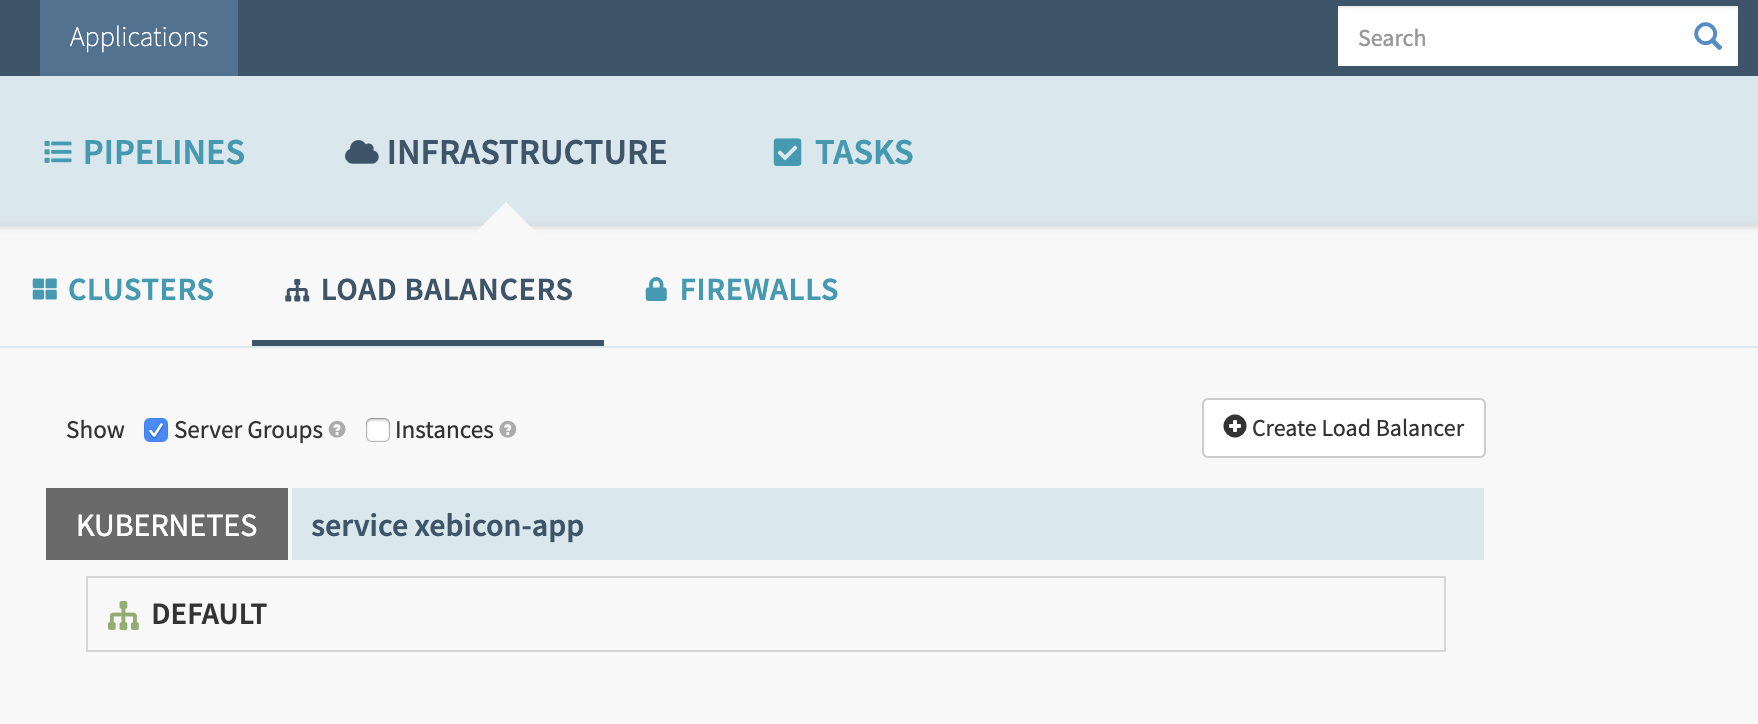 Applications
Search
PIPELINES
INFRASTRUCTURE
TASKS
CLUSTERS
LOAD BALANCERS
FIREWALLS
Show Server Groups ? Instances ?
Create Load Balancer
KUBERNETES
service xebicon-app
DEFAULT